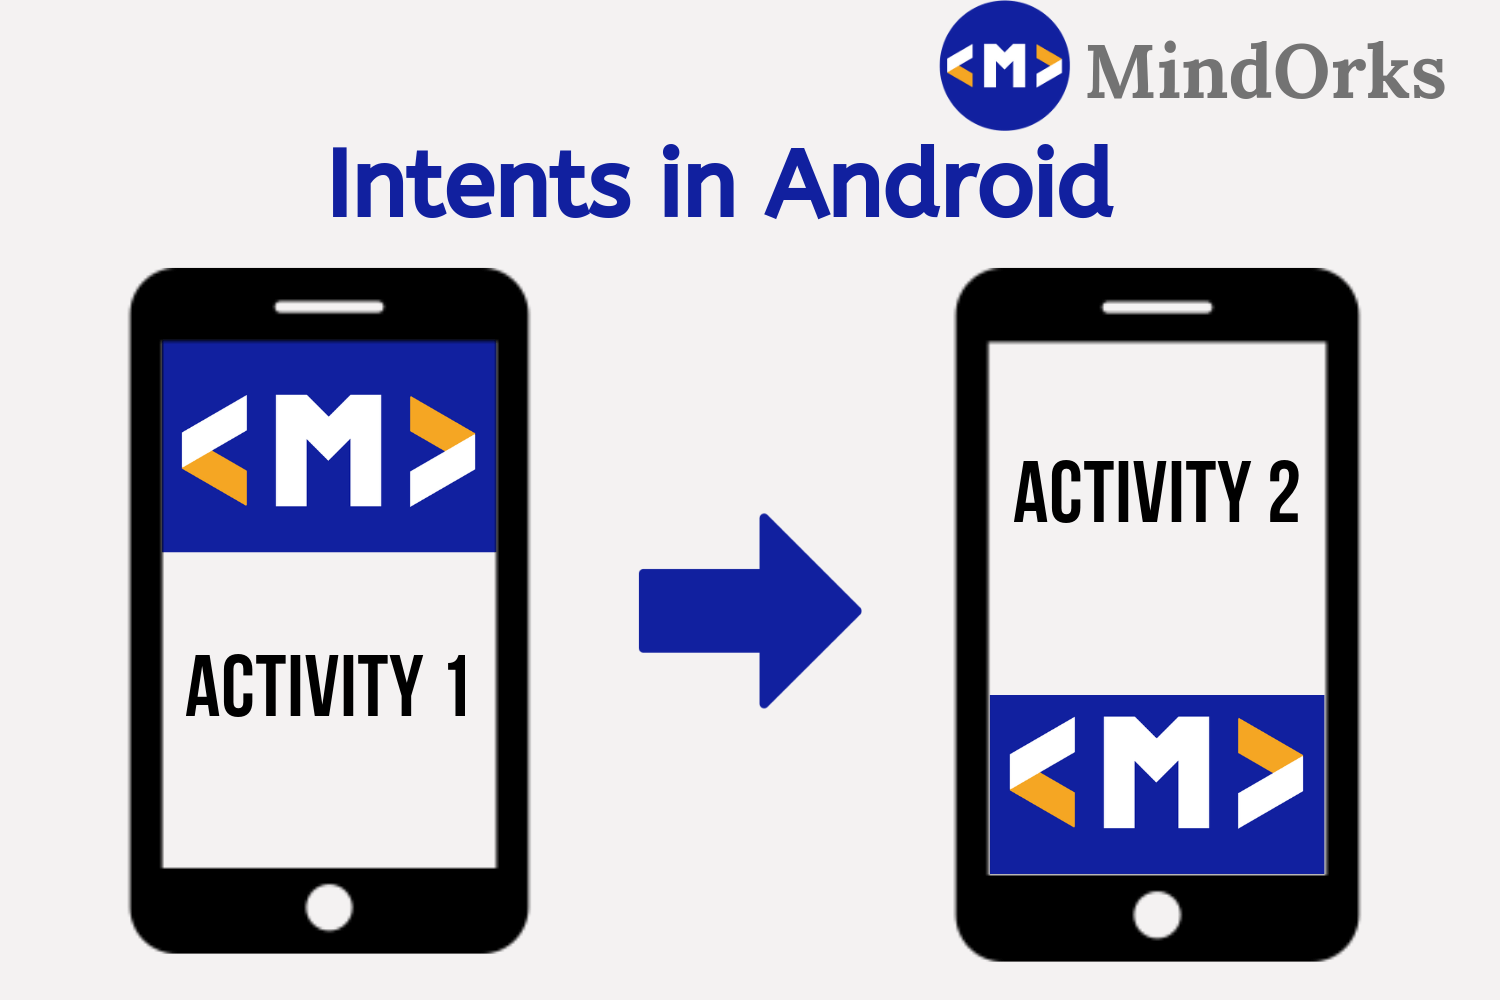 <M> MindOrks
Intents in Android
<M>
ACTIVITY 1
ACTIVITY 2
<M>